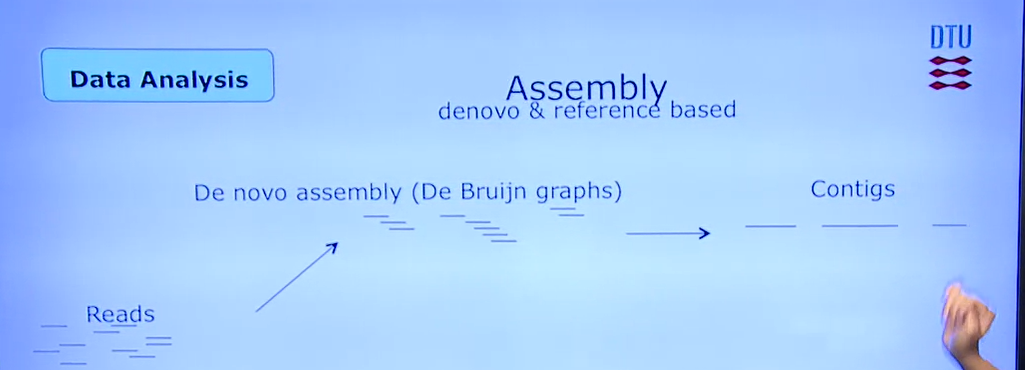 DTU
Data Analysis
Assembly
denovo & reference based
De novo assembly (De Bruijn graphs)
Contigs
Reads